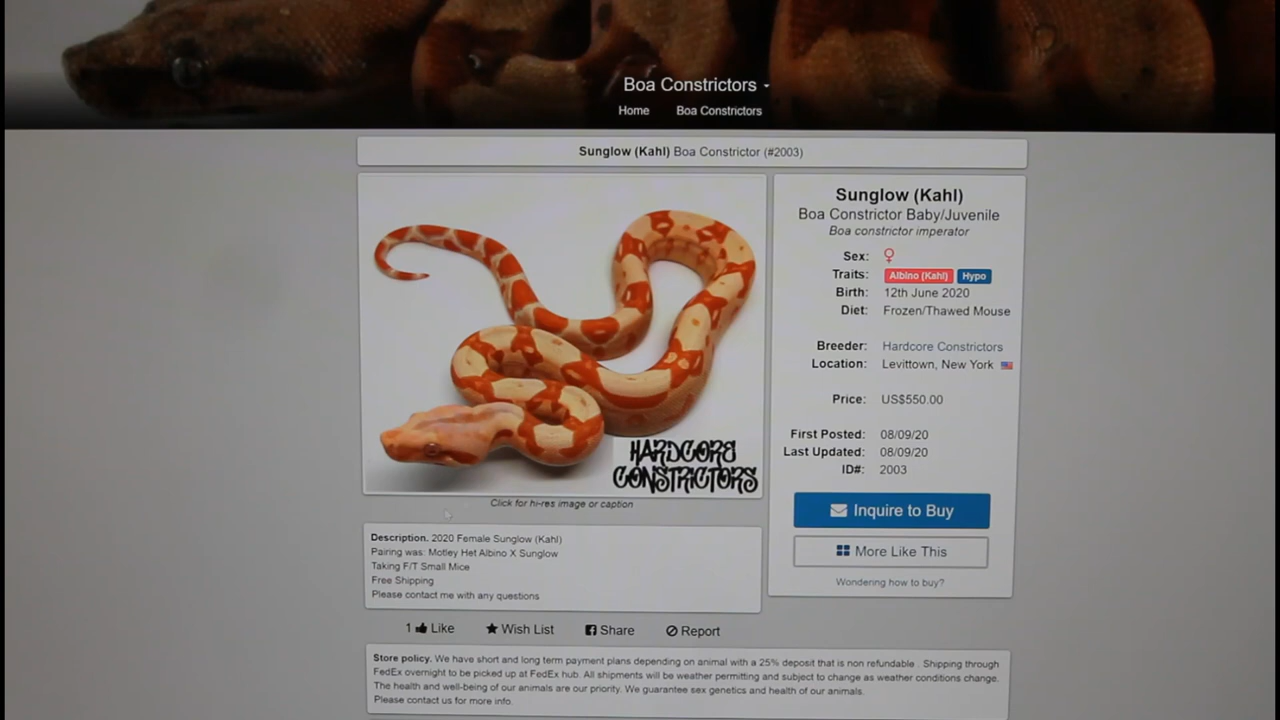 Boa Constrictors
Home Boa Constrictors
Sunglow (Kahl) Boa Constrictor (#2003)
HARDCORE
CONSTRICTORS
Click for hi-res image or caption
Description. 2020 Female Sunglow (Kahl)
Pairing was: Motley Het Albino X Sunglow
Taking F/T Small Mice
Free Shipping
Please contact me with any questions
1 Like Wish List Share Report
Sunglow (Kahl)
Boa Constrictor Baby/Juvenile
Boa constrictor imperator
Sex: ♀
Traits: Albino (Kahl) Hypo
Birth: 12th June 2020
Diet: Frozen/Thawed Mouse
Breeder: Hardcore Constrictors
Location: Levittown, New York
Price: US$550.00
First Posted: 08/09/20
Last Updated: 08/09/20
ID#: 2003
Inquire to Buy
More Like This
Wondering how to buy?
Store policy. We have short and long term payment plans depending on animal with a 25% deposit that is non refundable . Shipping through
FedEx overnight to be picked up at FedEx hub. All shipments will be weather permitting and subject to change as weather conditions change.
The health and well-being of our animals are our priority. We guarantee sex genetics and health of our animals.
Please contact us for more info.